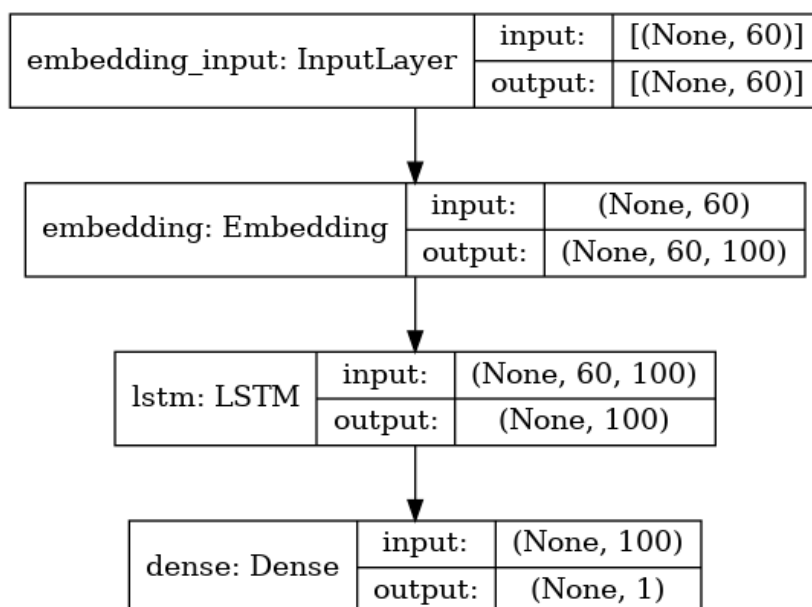 embedding_input: InputLayer
input: [(None, 60)]
output: [(None, 60)]
embedding: Embedding
input: (None, 60)
output: (None, 60, 100)
lstm: LSTM
input: (None, 60, 100)
output: (None, 100)
dense: Dense
input: (None, 100)
output: (None, 1)